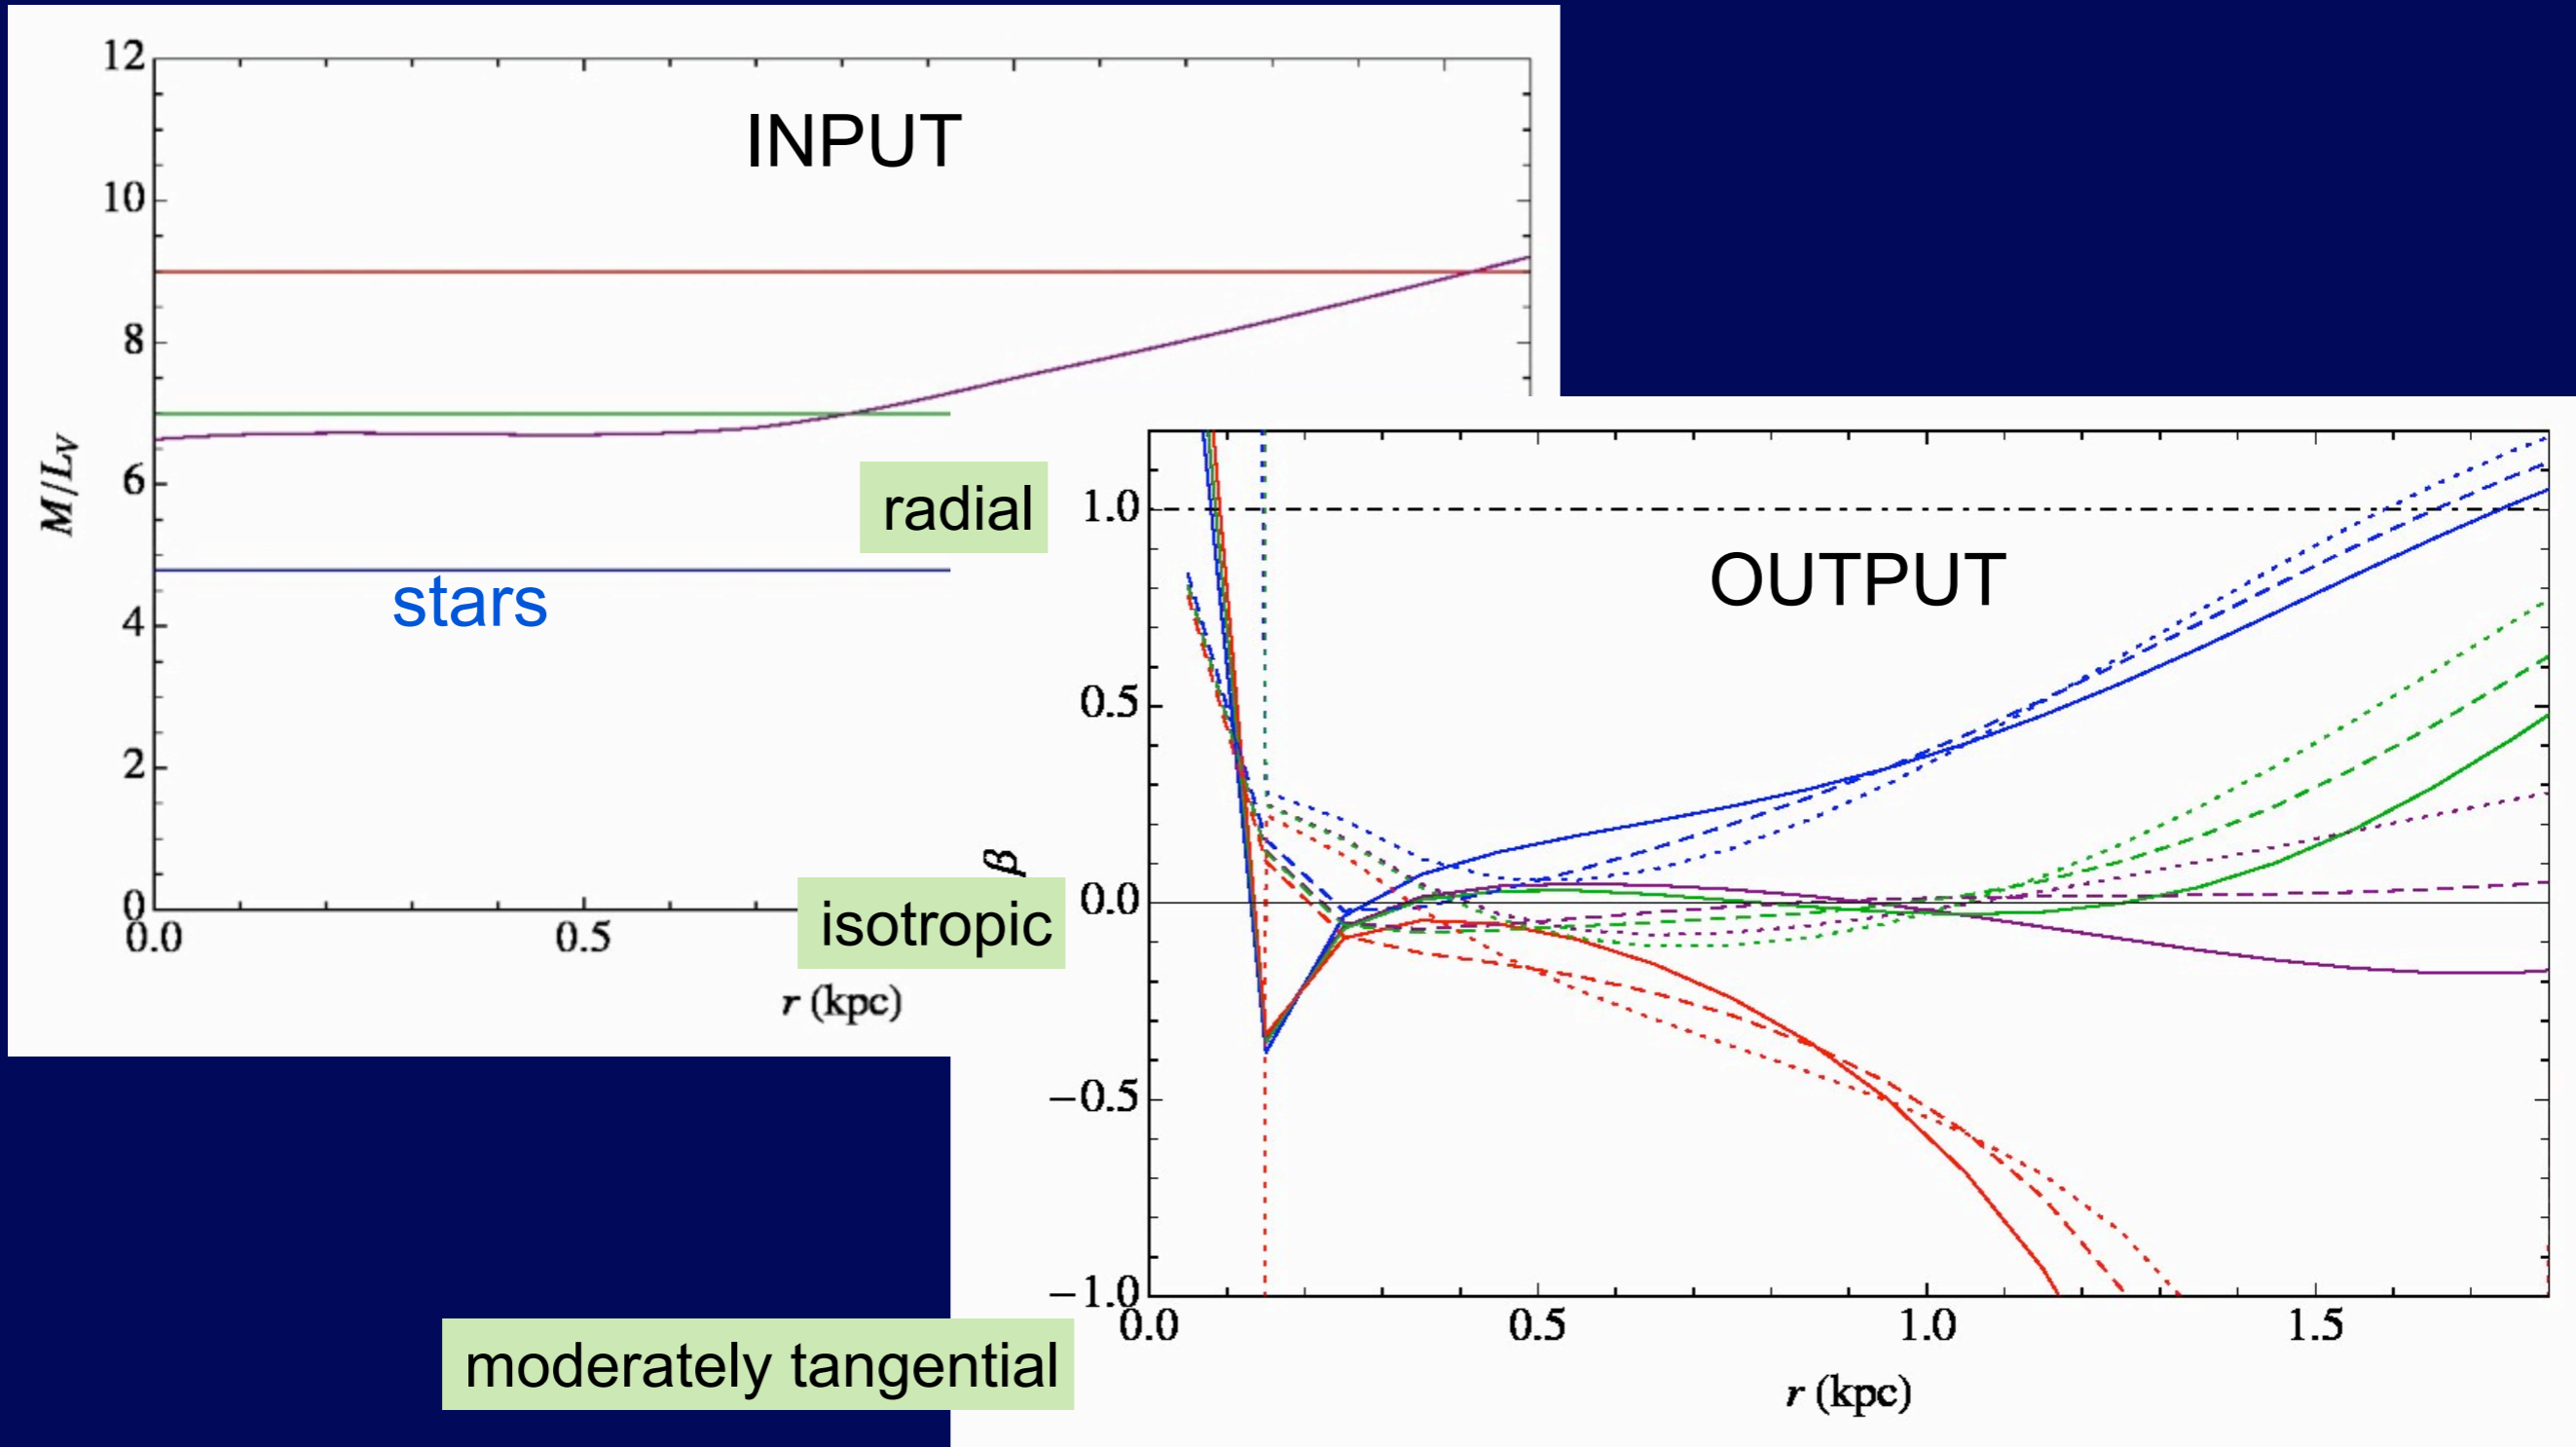 12
INPUT
10
8
M/L_V
6
radial
stars
4
2
0
0.0
0.5
r (kpc)
1.0
OUTPUT
0.5
β
0.0
isotropic
−0.5
−1.0
0.0
0.5
1.0
1.5
moderately tangential
r (kpc)